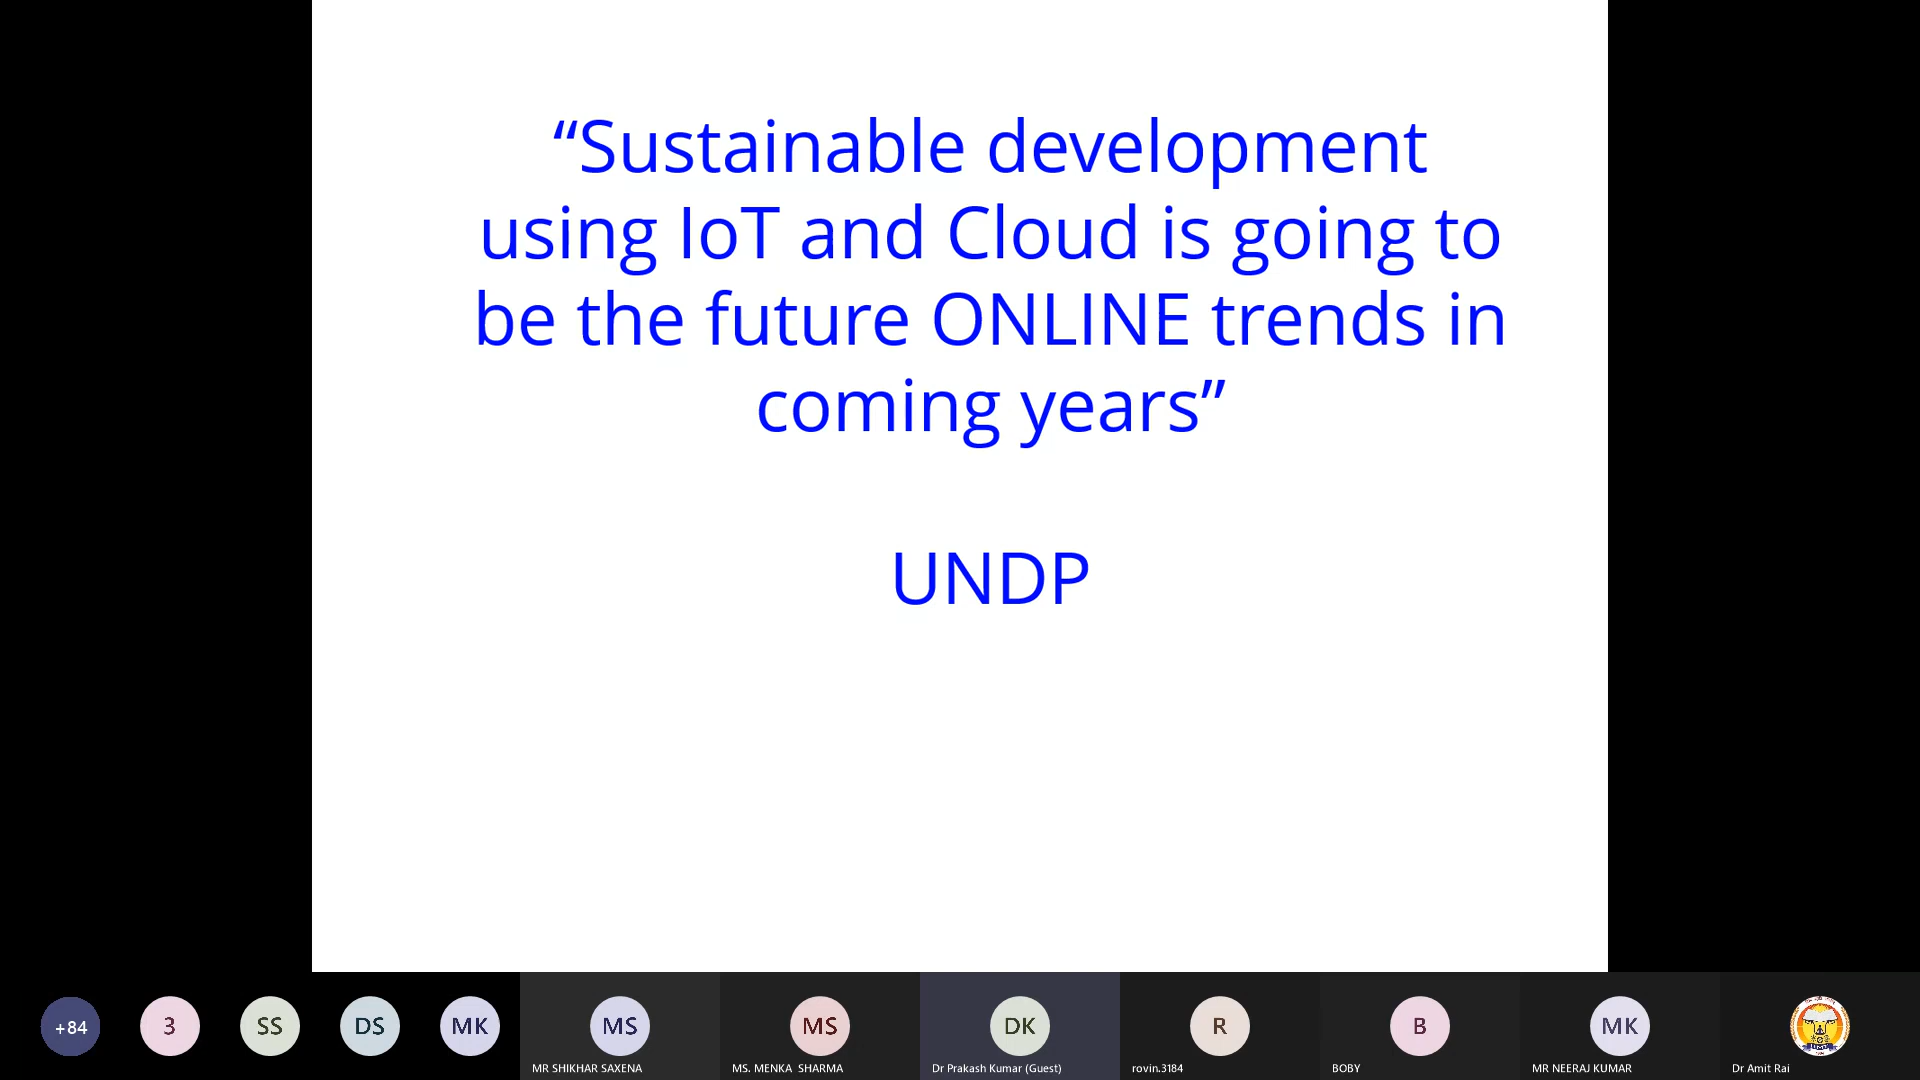 “Sustainable development
using IoT and Cloud is going to
be the future ONLINE trends in
coming years”
UNDP
+84
3
SS
DS
MK
MS
MS
DK
R
B
MK
MR SHIKHAR SAXENA
MS. MENKA SHARMA
Dr Prakash Kumar (Guest)
rovin.3184
BOBY
MR NEERAJ KUMAR
Dr Amit Rai